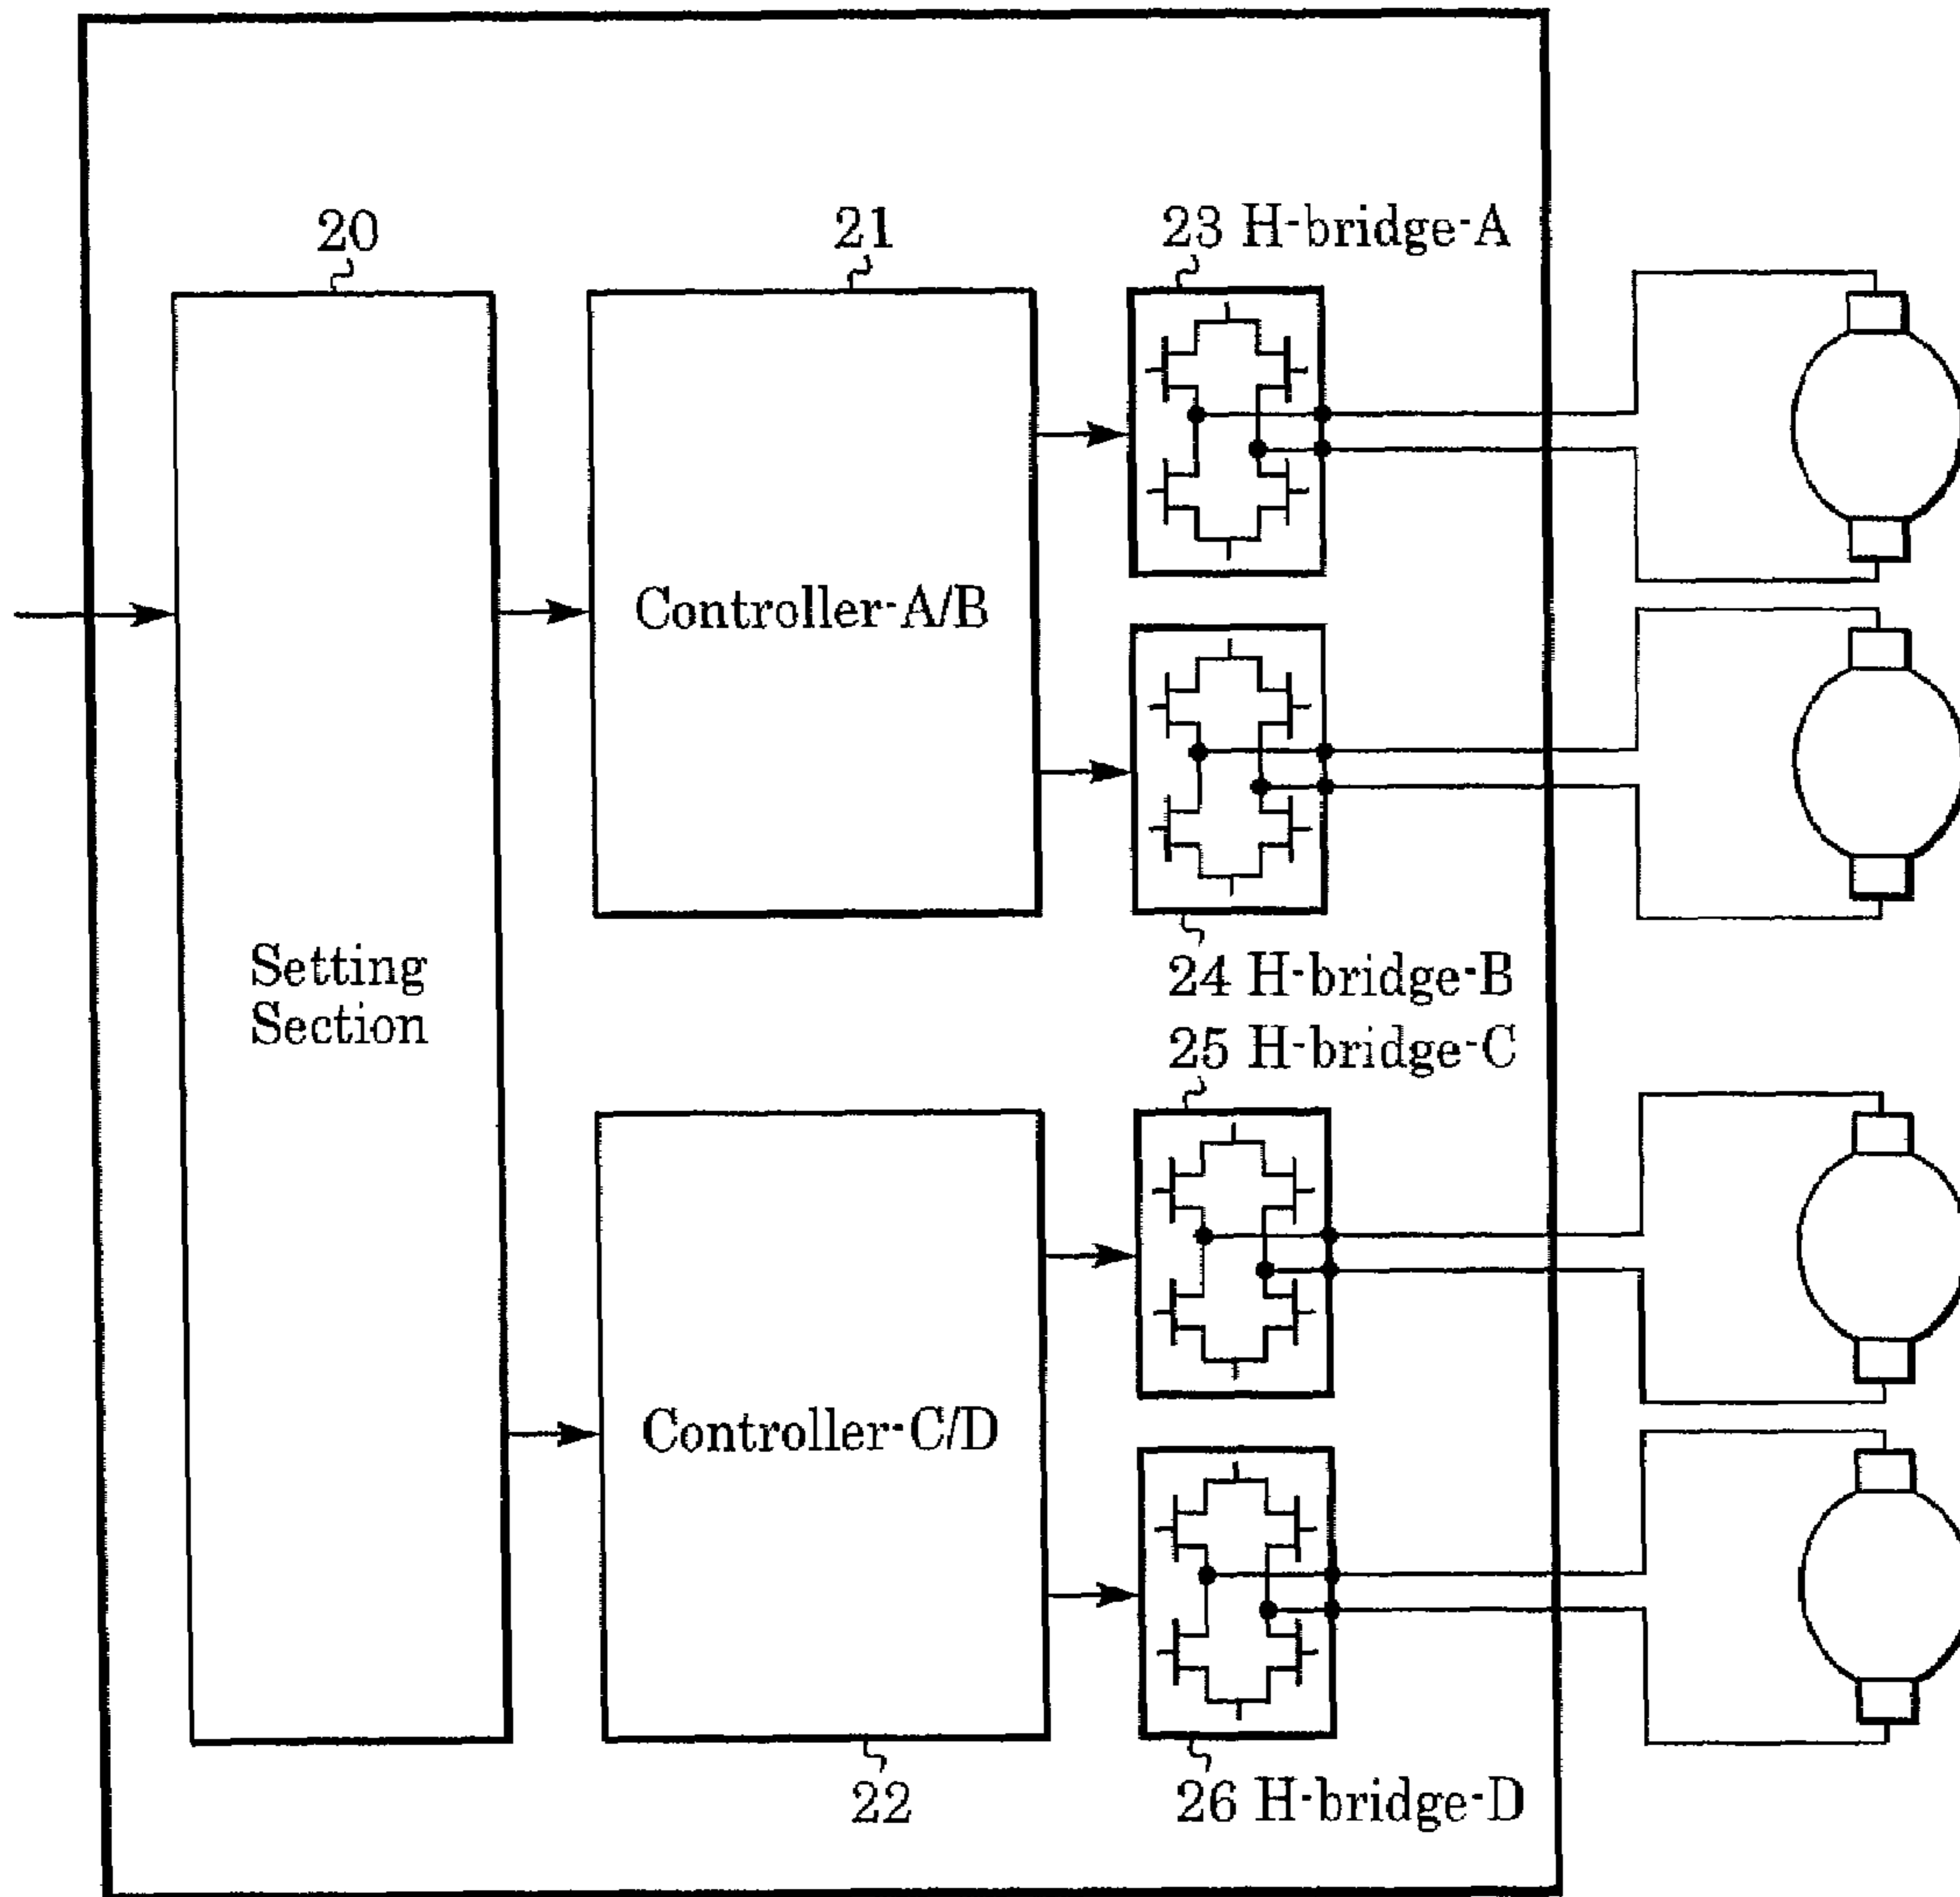 20
21
23 H-bridge-A
Controller-A/B
Setting
Section
24 H-bridge-B
25 H-bridge-C
Controller-C/D
22
26 H-bridge-D